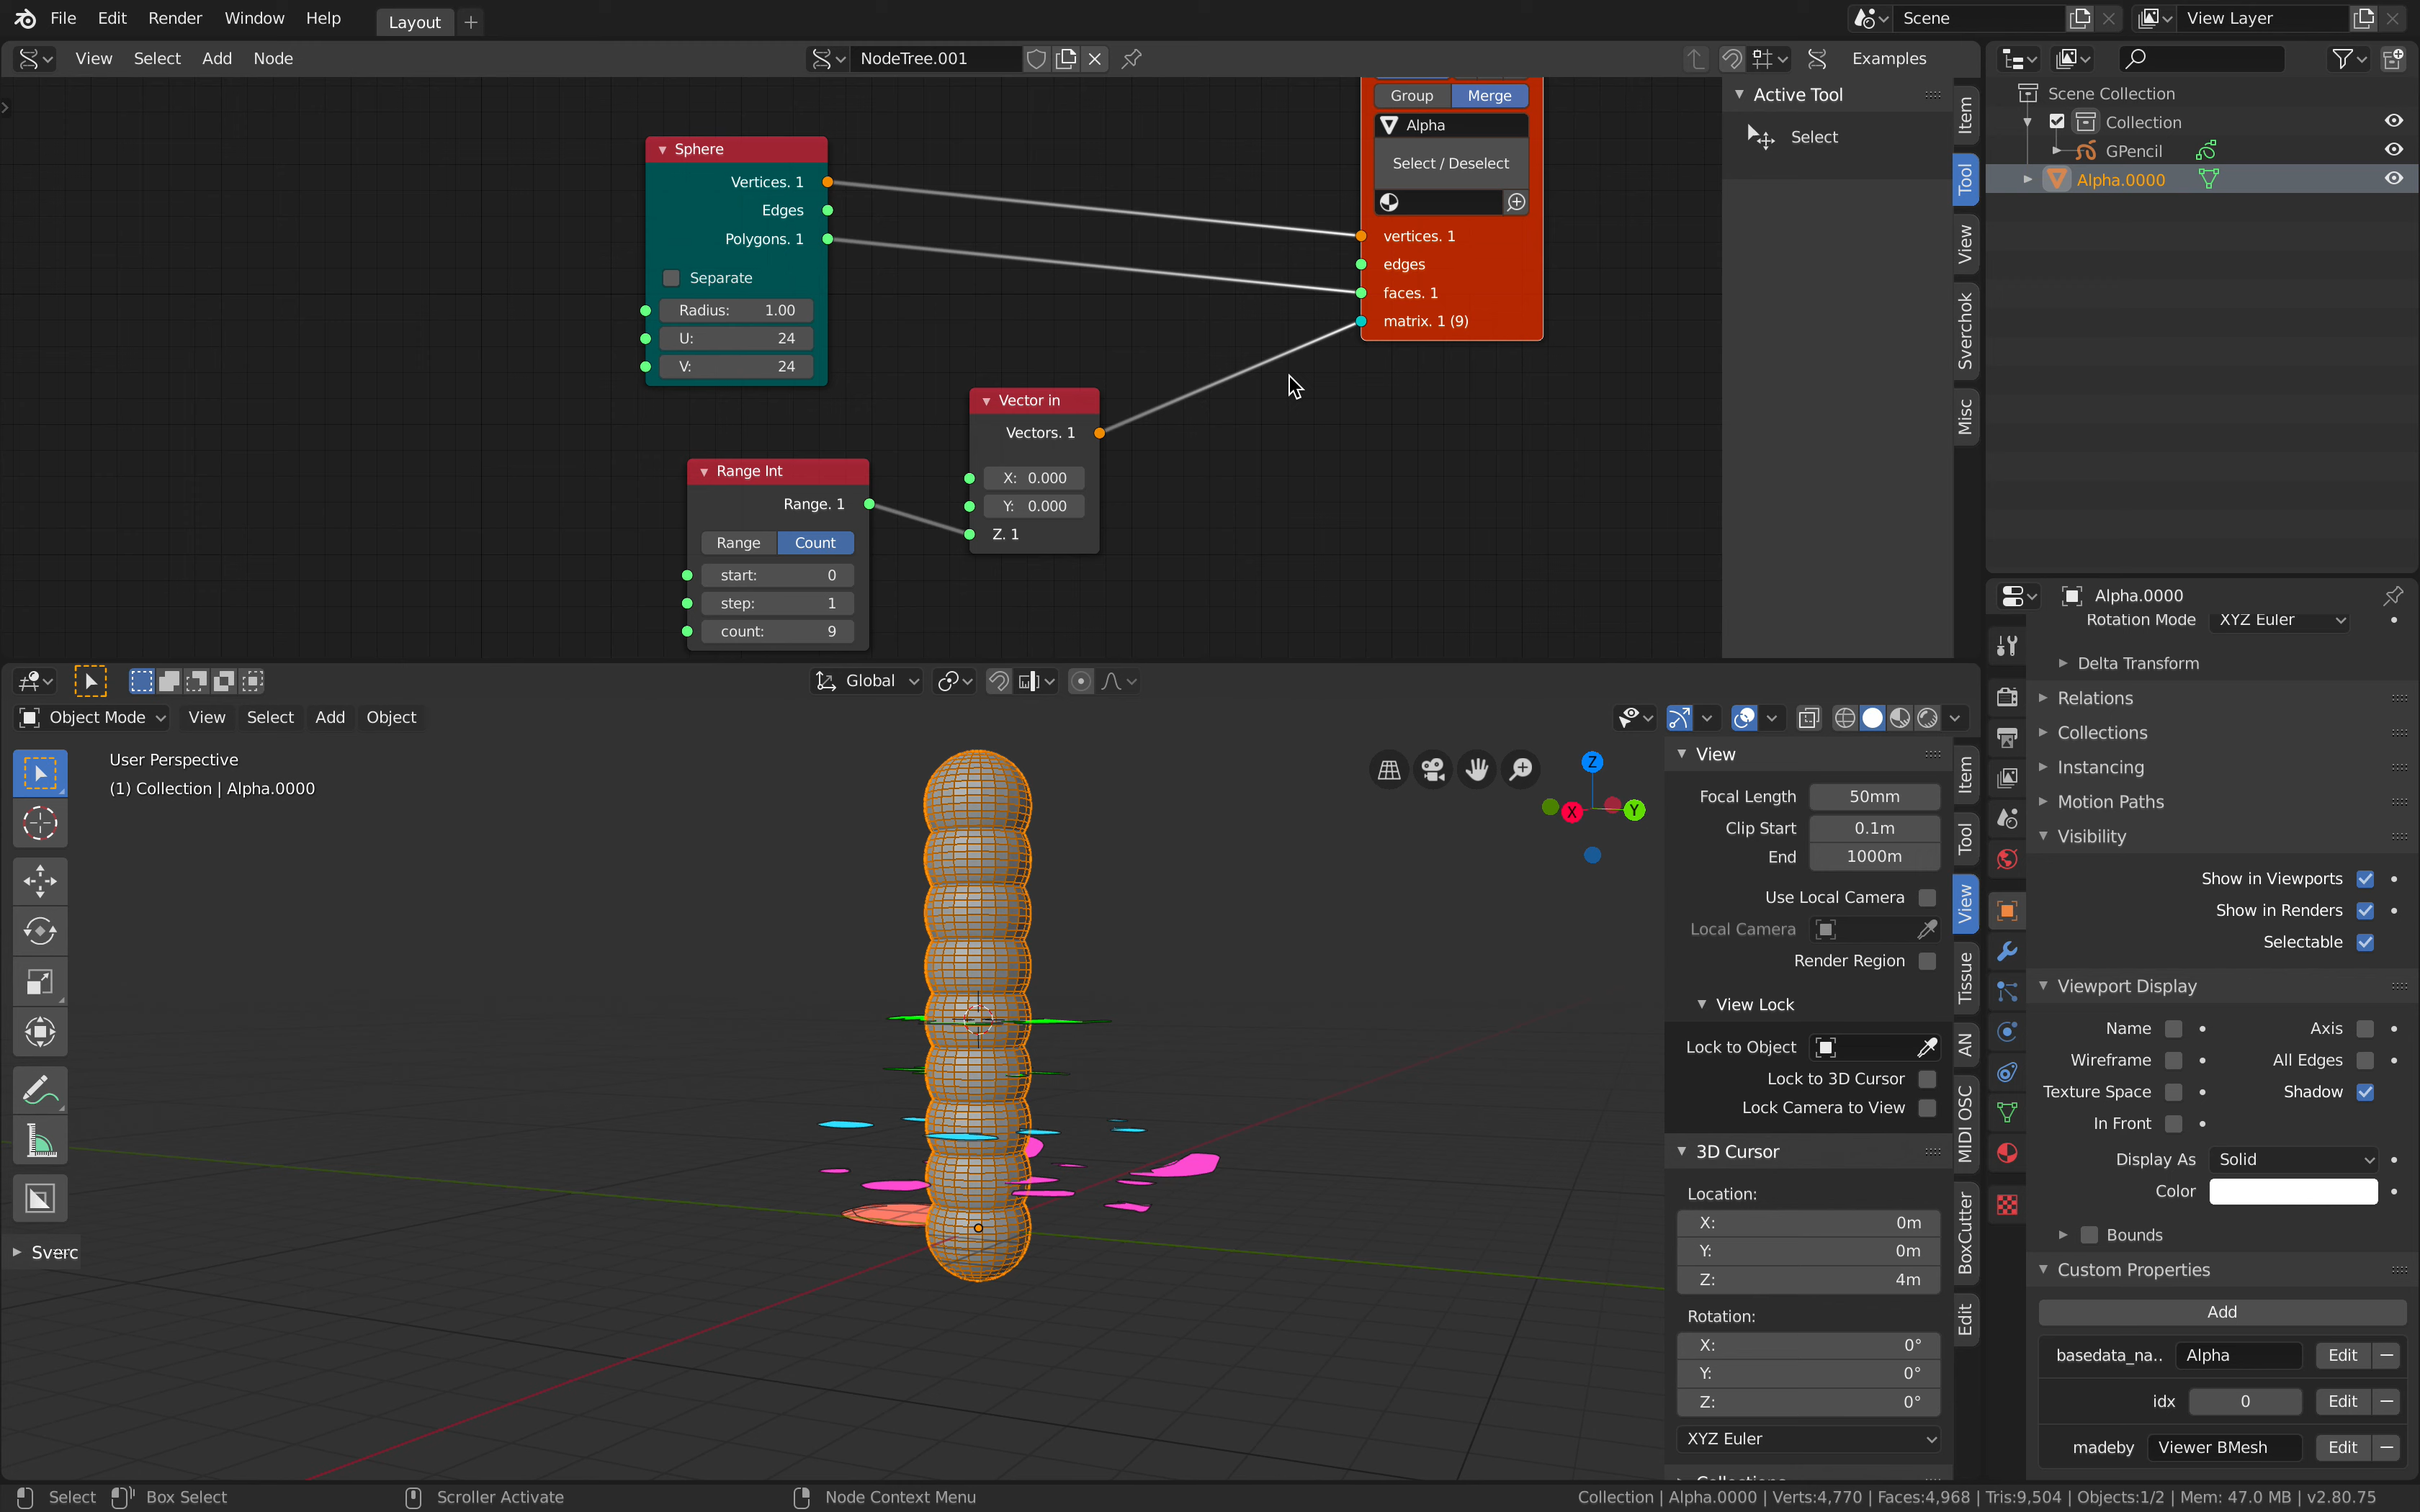 File Edit Render Window Help Layout
Scene View Layer
View Select Add Node NodeTree.001 Examples
Active Tool
Select
Item
Tool
View
Sverchok
Misc
Scene Collection
Collection
GPencil
Alpha.0000
Group Merge
Alpha
Select / Deselect
vertices. 1
edges
faces. 1
matrix. 1 (9)
Sphere
Vertices. 1
Edges
Polygons. 1
Separate
Radius: 1.00
U: 24
V: 24
Vector in
Vectors. 1
X: 0.000
Y: 0.000
Z. 1
Range Int
Range. 1
Range Count
start: 0
step: 1
count: 9
Global
Object Mode View Select Add Object
User Perspective
(1) Collection | Alpha.0000
Sverc
Z
X
Y
View
Focal Length 50mm
Clip Start 0.1m
End 1000m
Use Local Camera
Local Camera
Render Region
View Lock
Lock to Object
Lock to 3D Cursor
Lock Camera to View
3D Cursor
Location:
X: 0m
Y: 0m
Z: 4m
Rotation:
X: 0°
Y: 0°
Z: 0°
XYZ Euler
Item
Tool
View
Tissue
AN
MIDI OSC
BoxCutter
Edit
Alpha.0000
Rotation Mode XYZ Euler
Delta Transform
Relations
Collections
Instancing
Motion Paths
Visibility
Show in Viewports
Show in Renders
Selectable
Viewport Display
Name Axis
Wireframe All Edges
Texture Space Shadow
In Front
Display As Solid
Color
Bounds
Custom Properties
Add
basedata_na.. Alpha Edit
idx 0 Edit
madeby Viewer BMesh Edit
Select Box Select Scroller Activate Node Context Menu
Collection | Alpha.0000 | Verts:4,770 | Faces:4,968 | Tris:9,504 | Objects:1/2 | Mem: 47.0 MB | v2.80.75